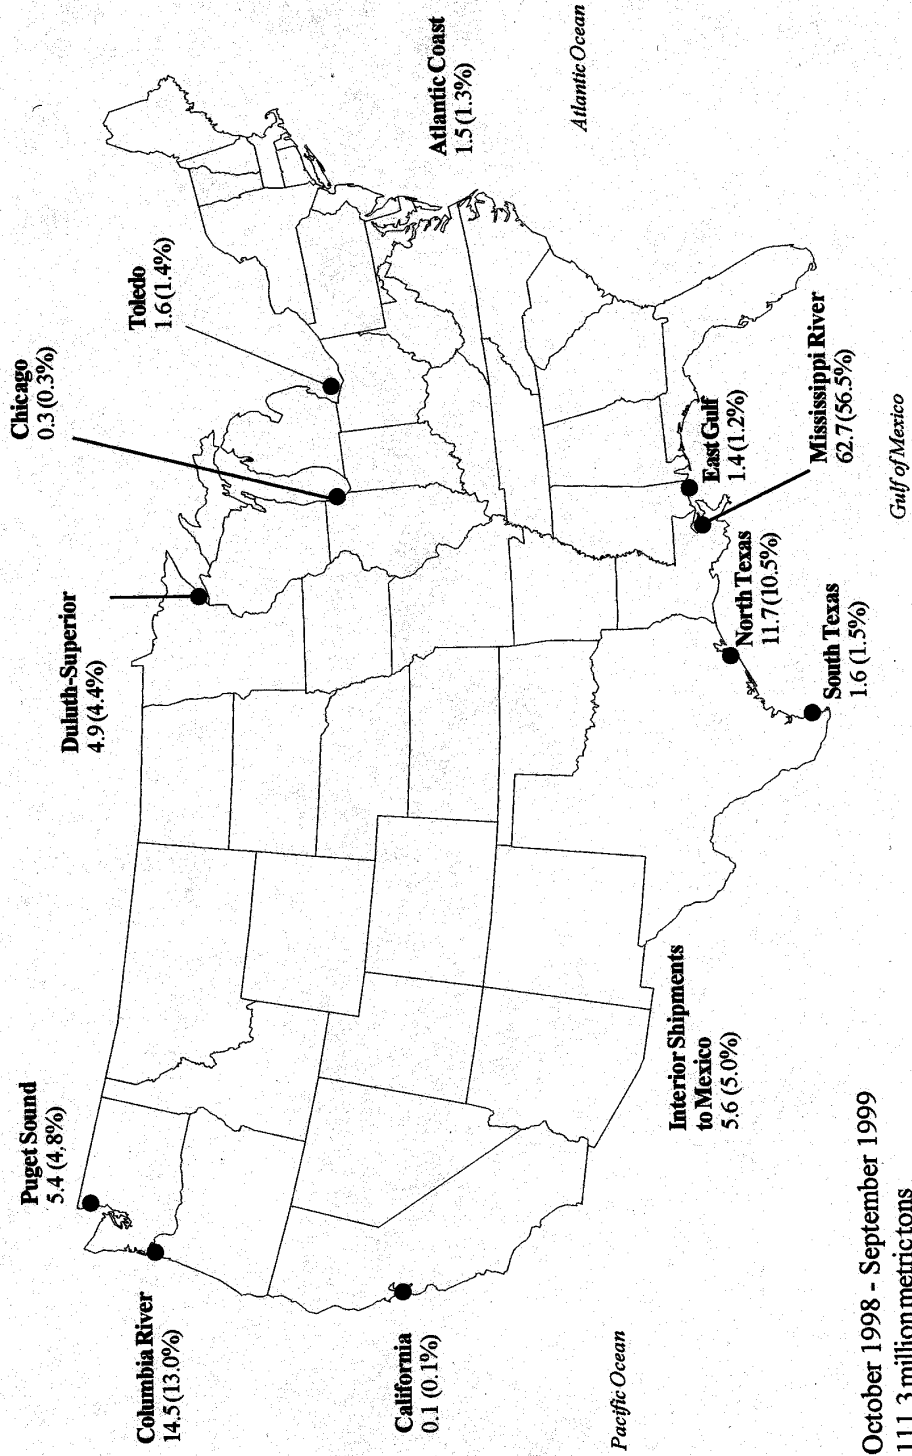 Puget Sound
5.4 (4.8%)
Columbia River
14.5 (13.0%)
California
0.1 (0.1%)
Pacific Ocean
Interior Shipments
to Mexico
5.6 (5.0%)
Duluth-Superior
4.9 (4.4%)
Chicago
0.3 (0.3%)
Toledo
1.6 (1.4%)
Atlantic Coast
1.5 (1.3%)
Atlantic Ocean
East Gulf
1.4 (1.2%)
Mississippi River
62.7 (56.5%)
North Texas
11.7 (10.5%)
South Texas
1.6 (1.5%)
Gulf of Mexico
October 1998 - September 1999
111.3 million metric tons